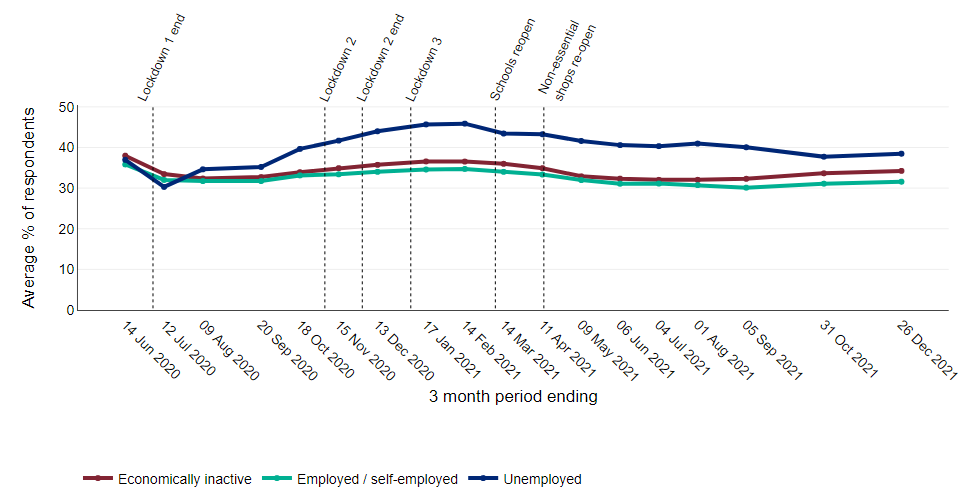 Lockdown 1 end
Lockdown 2
Lockdown 2 end
Lockdown 3
Schools reopen
Non-essential
shops re-open
Average % of respondents
50
40
30
20
10
0
14 Jun 2020
12 Jul 2020
09 Aug 2020
20 Sep 2020
18 Oct 2020
15 Nov 2020
13 Dec 2020
17 Jan 2021
14 Feb 2021
14 Mar 2021
11 Apr 2021
09 May 2021
06 Jun 2021
04 Jul 2021
01 Aug 2021
05 Sep 2021
31 Oct 2021
26 Dec 2021
3 month period ending
Economically inactive
Employed / self-employed
Unemployed